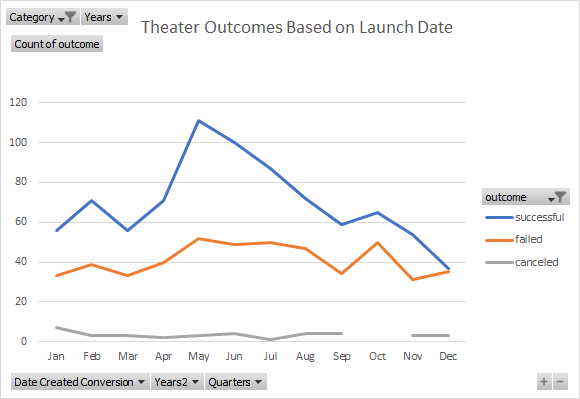 Category Years
Theater Outcomes Based on Launch Date
Count of outcome
120
100
80
60
40
20
0
Jan Feb Mar Apr May Jun Jul Aug Sep Oct Nov Dec
outcome
successful
failed
canceled
Date Created Conversion Years2 Quarters
+ −